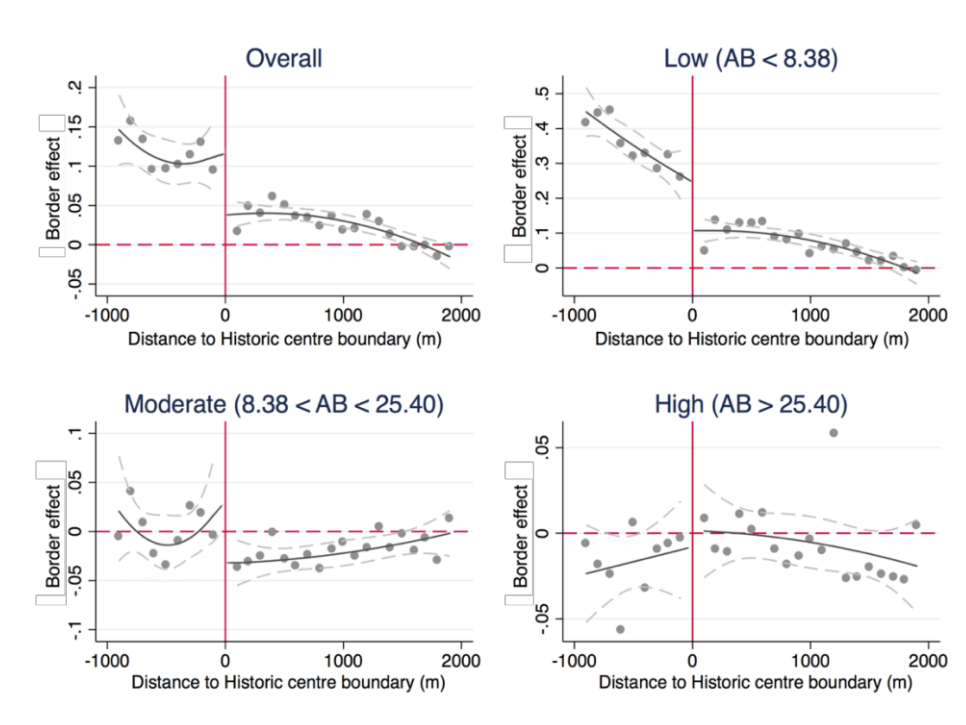 Overall
.2
.15
.1
.05
0
-.05
Border effect
-1000 0 1000 2000
Distance to Historic centre boundary (m)
Low (AB < 8.38)
.5
.4
.3
.2
.1
0
Border effect
-1000 0 1000 2000
Distance to Historic centre boundary (m)
Moderate (8.38 < AB < 25.40)
.1
.05
0
-.05
-.1
Border effect
-1000 0 1000 2000
Distance to Historic centre boundary (m)
High (AB > 25.40)
.05
0
-.05
Border effect
-1000 0 1000 2000
Distance to Historic centre boundary (m)